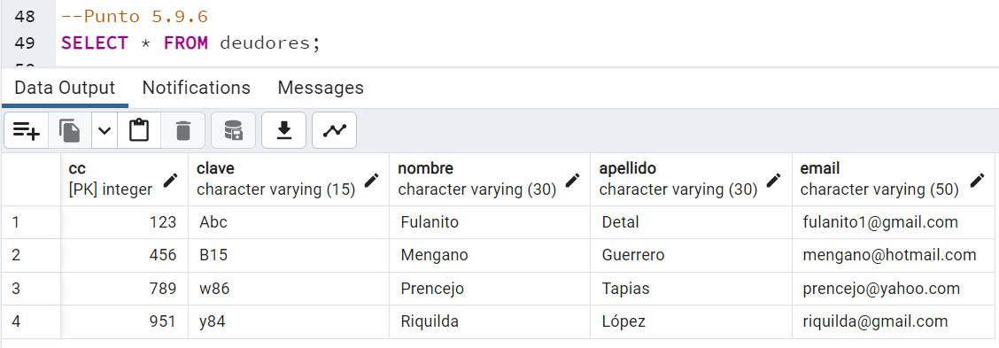 48 --Punto 5.9.6
49 SELECT * FROM deudores;
Data Output Notifications Messages
cc clave nombre apellido email
[PK] integer character varying (15) character varying (30) character varying (30) character varying (50)
1 123 Abc Fulanito Detal fulanito1@gmail.com
2 456 B15 Mengano Guerrero mengano@hotmail.com
3 789 w86 Prencejo Tapias prencejo@yahoo.com
4 951 y84 Riquilda López riquilda@gmail.com